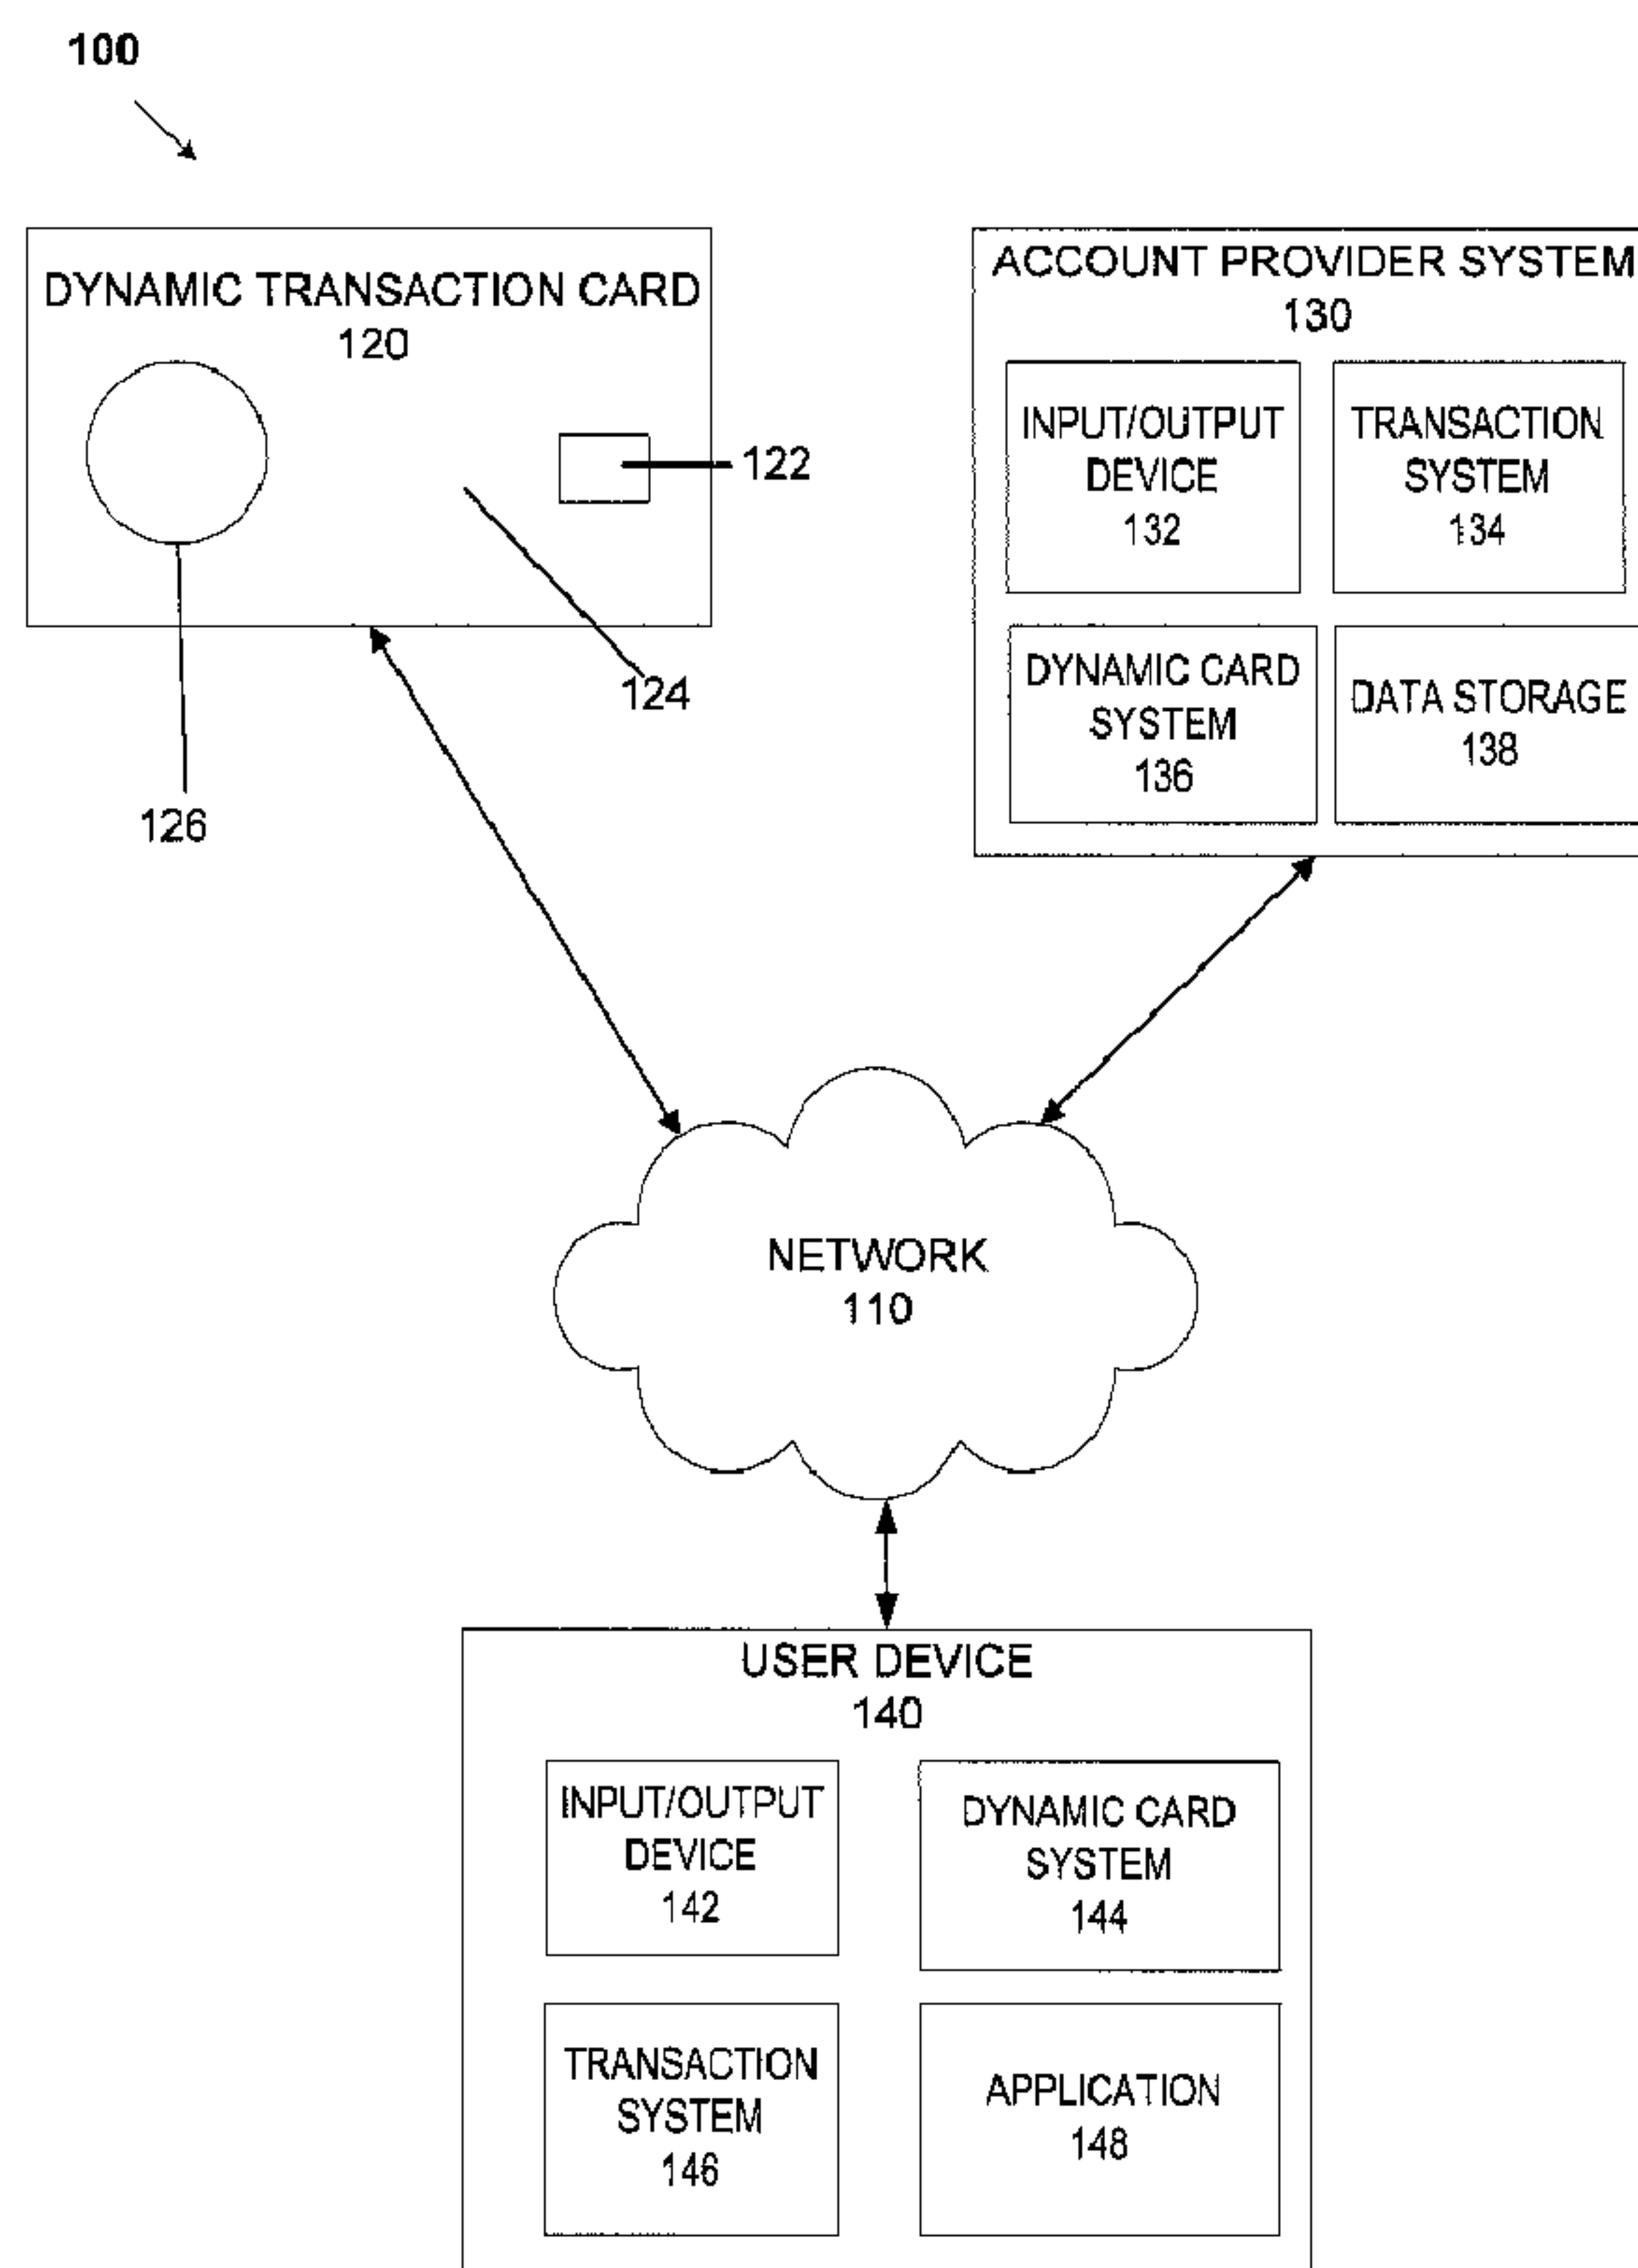 100
DYNAMIC TRANSACTION CARD
120
122
124
126
ACCOUNT PROVIDER SYSTEM
130
INPUT/OUTPUT
DEVICE
132
TRANSACTION
SYSTEM
134
DYNAMIC CARD
SYSTEM
136
DATA STORAGE
138
NETWORK
110
USER DEVICE
140
INPUT/OUTPUT
DEVICE
142
DYNAMIC CARD
SYSTEM
144
TRANSACTION
SYSTEM
146
APPLICATION
148